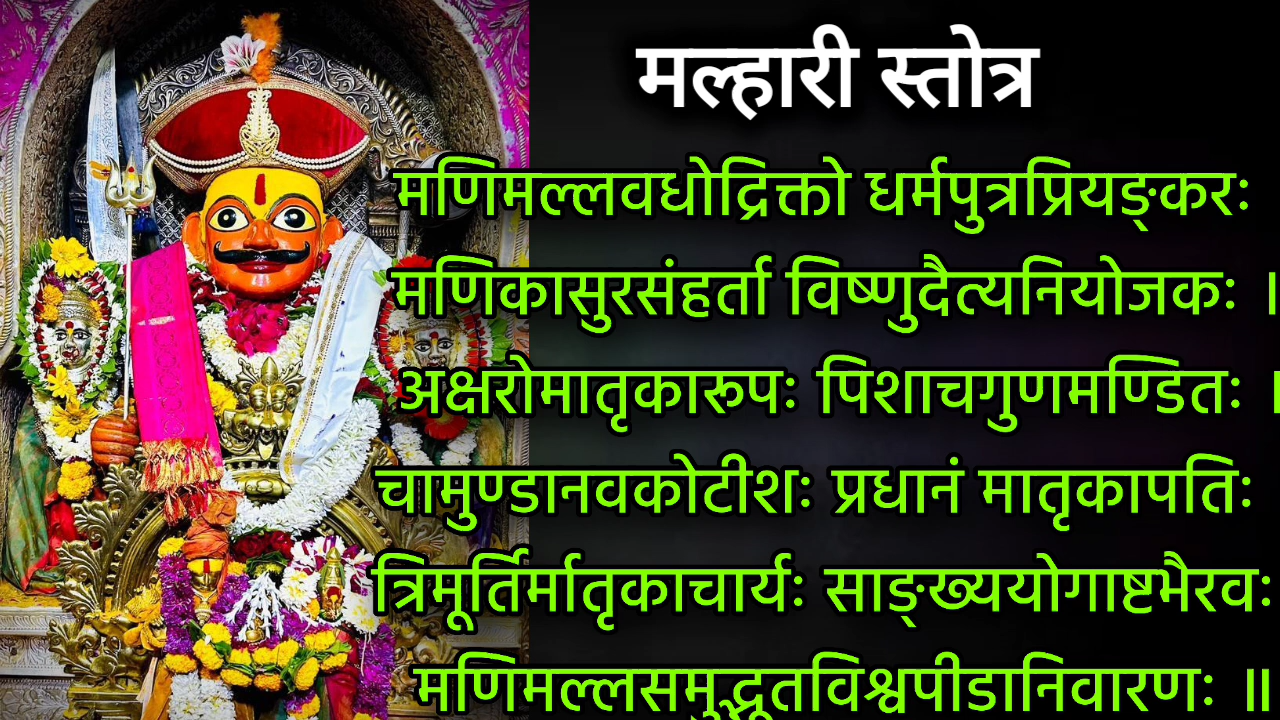 मल्हारी स्तोत्र
मणिमल्लवधोद्रिक्तो धर्मपुत्रप्रियङ्करः
मणिकासुरसंहर्ता विष्णुदैत्यनियोजकः ।
अक्षरोमातृकारूपः पिशाचगुणमण्डितः ।
चामुण्डानवकोटीशः प्रधानं मातृकापतिः ।
त्रिमूर्तिर्मातृकाचार्यः साङ्ख्ययोगाष्टभैरवः
मणिमल्लसमुद्भूतविश्वपीडानिवारणः ॥